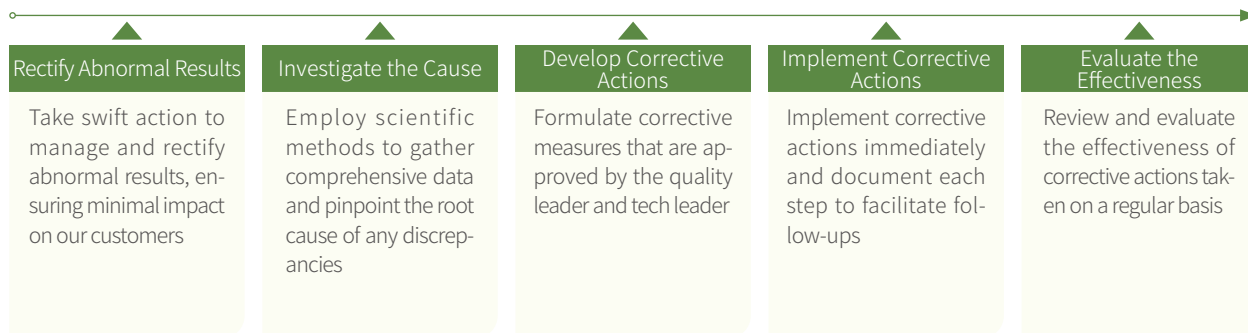 Rectify Abnormal Results
Take swift action to
manage and rectify
abnormal results, en-
suring minimal impact
on our customers
Investigate the Cause
Employ scientific
methods to gather
comprehensive data
and pinpoint the root
cause of any discrep-
ancies
Develop Corrective
Actions
Formulate corrective
measures that are ap-
proved by the quality
leader and tech leader
Implement Corrective
Actions
Implement corrective
actions immediately
and document each
step to facilitate fol-
low-ups
Evaluate the
Effectiveness
Review and evaluate
the effectiveness of
corrective actions tak-
en on a regular basis